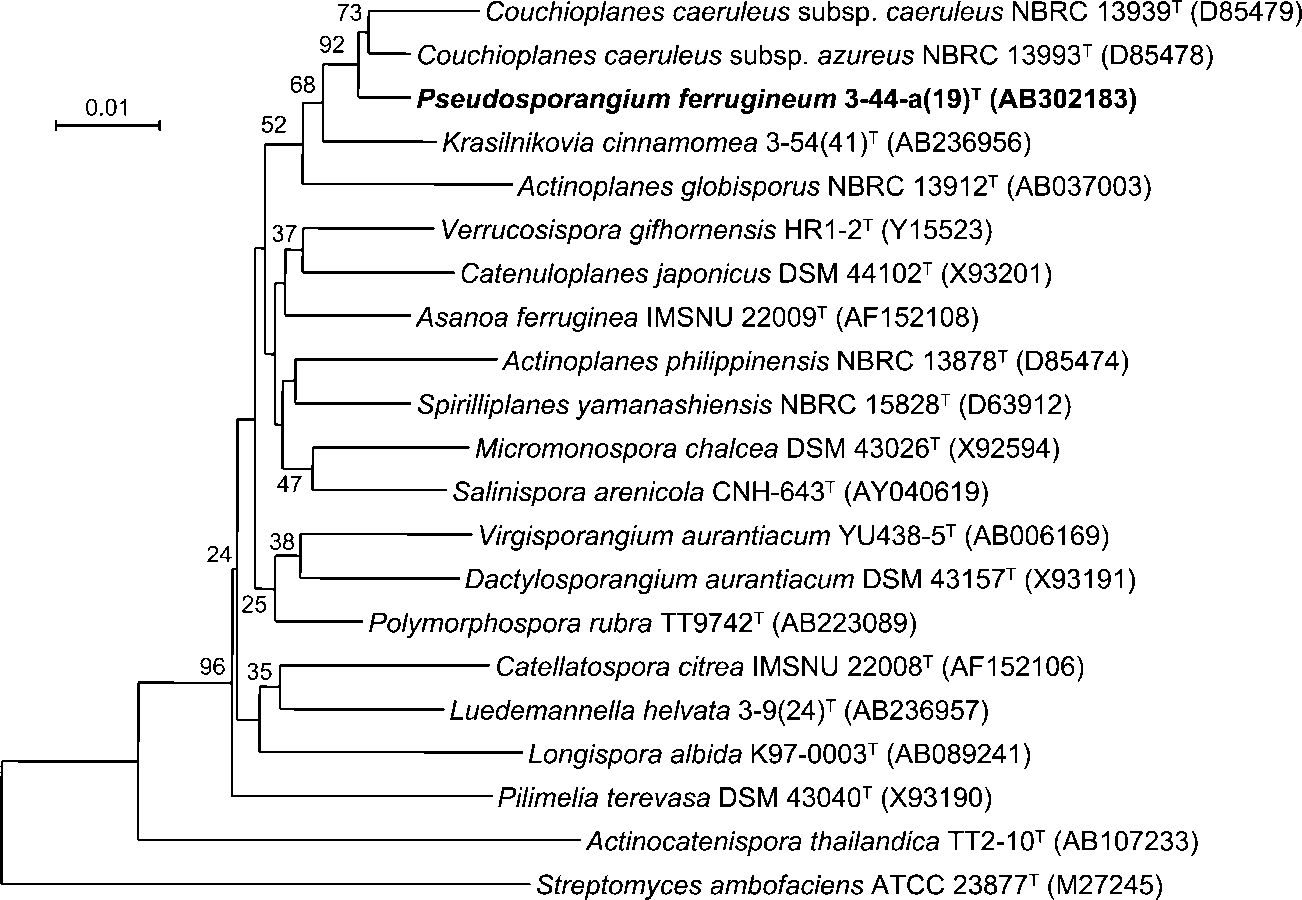 73 Couchioplanes caeruleus subsp. caeruleus NBRC 13939ᵀ (D85479)
92 Couchioplanes caeruleus subsp. azureus NBRC 13993ᵀ (D85478)
68
0.01 Pseudosporangium ferrugineum 3-44-a(19)ᵀ (AB302183)
52
Krasilnikovia cinnamomea 3-54(41)ᵀ (AB236956)
Actinoplanes globisporus NBRC 13912ᵀ (AB037003)
37 Verrucosispora gifhornensis HR1-2ᵀ (Y15523)
Catenuloplanes japonicus DSM 44102ᵀ (X93201)
Asanoa ferruginea IMSNU 22009ᵀ (AF152108)
Actinoplanes philippinensis NBRC 13878ᵀ (D85474)
Spirilliplanes yamanashiensis NBRC 15828ᵀ (D63912)
Micromonospora chalcea DSM 43026ᵀ (X92594)
47 Salinispora arenicola CNH-643ᵀ (AY040619)
38 Virgisporangium aurantiacum YU438-5ᵀ (AB006169)
24
Dactylosporangium aurantiacum DSM 43157ᵀ (X93191)
25
Polymorphospora rubra TT9742ᵀ (AB223089)
96 35 Catellatospora citrea IMSNU 22008ᵀ (AF152106)
Luedemannella helvata 3-9(24)ᵀ (AB236957)
Longispora albida K97-0003ᵀ (AB089241)
Pilimelia terevasa DSM 43040ᵀ (X93190)
Actinocatenispora thailandica TT2-10ᵀ (AB107233)
Streptomyces ambofaciens ATCC 23877ᵀ (M27245)